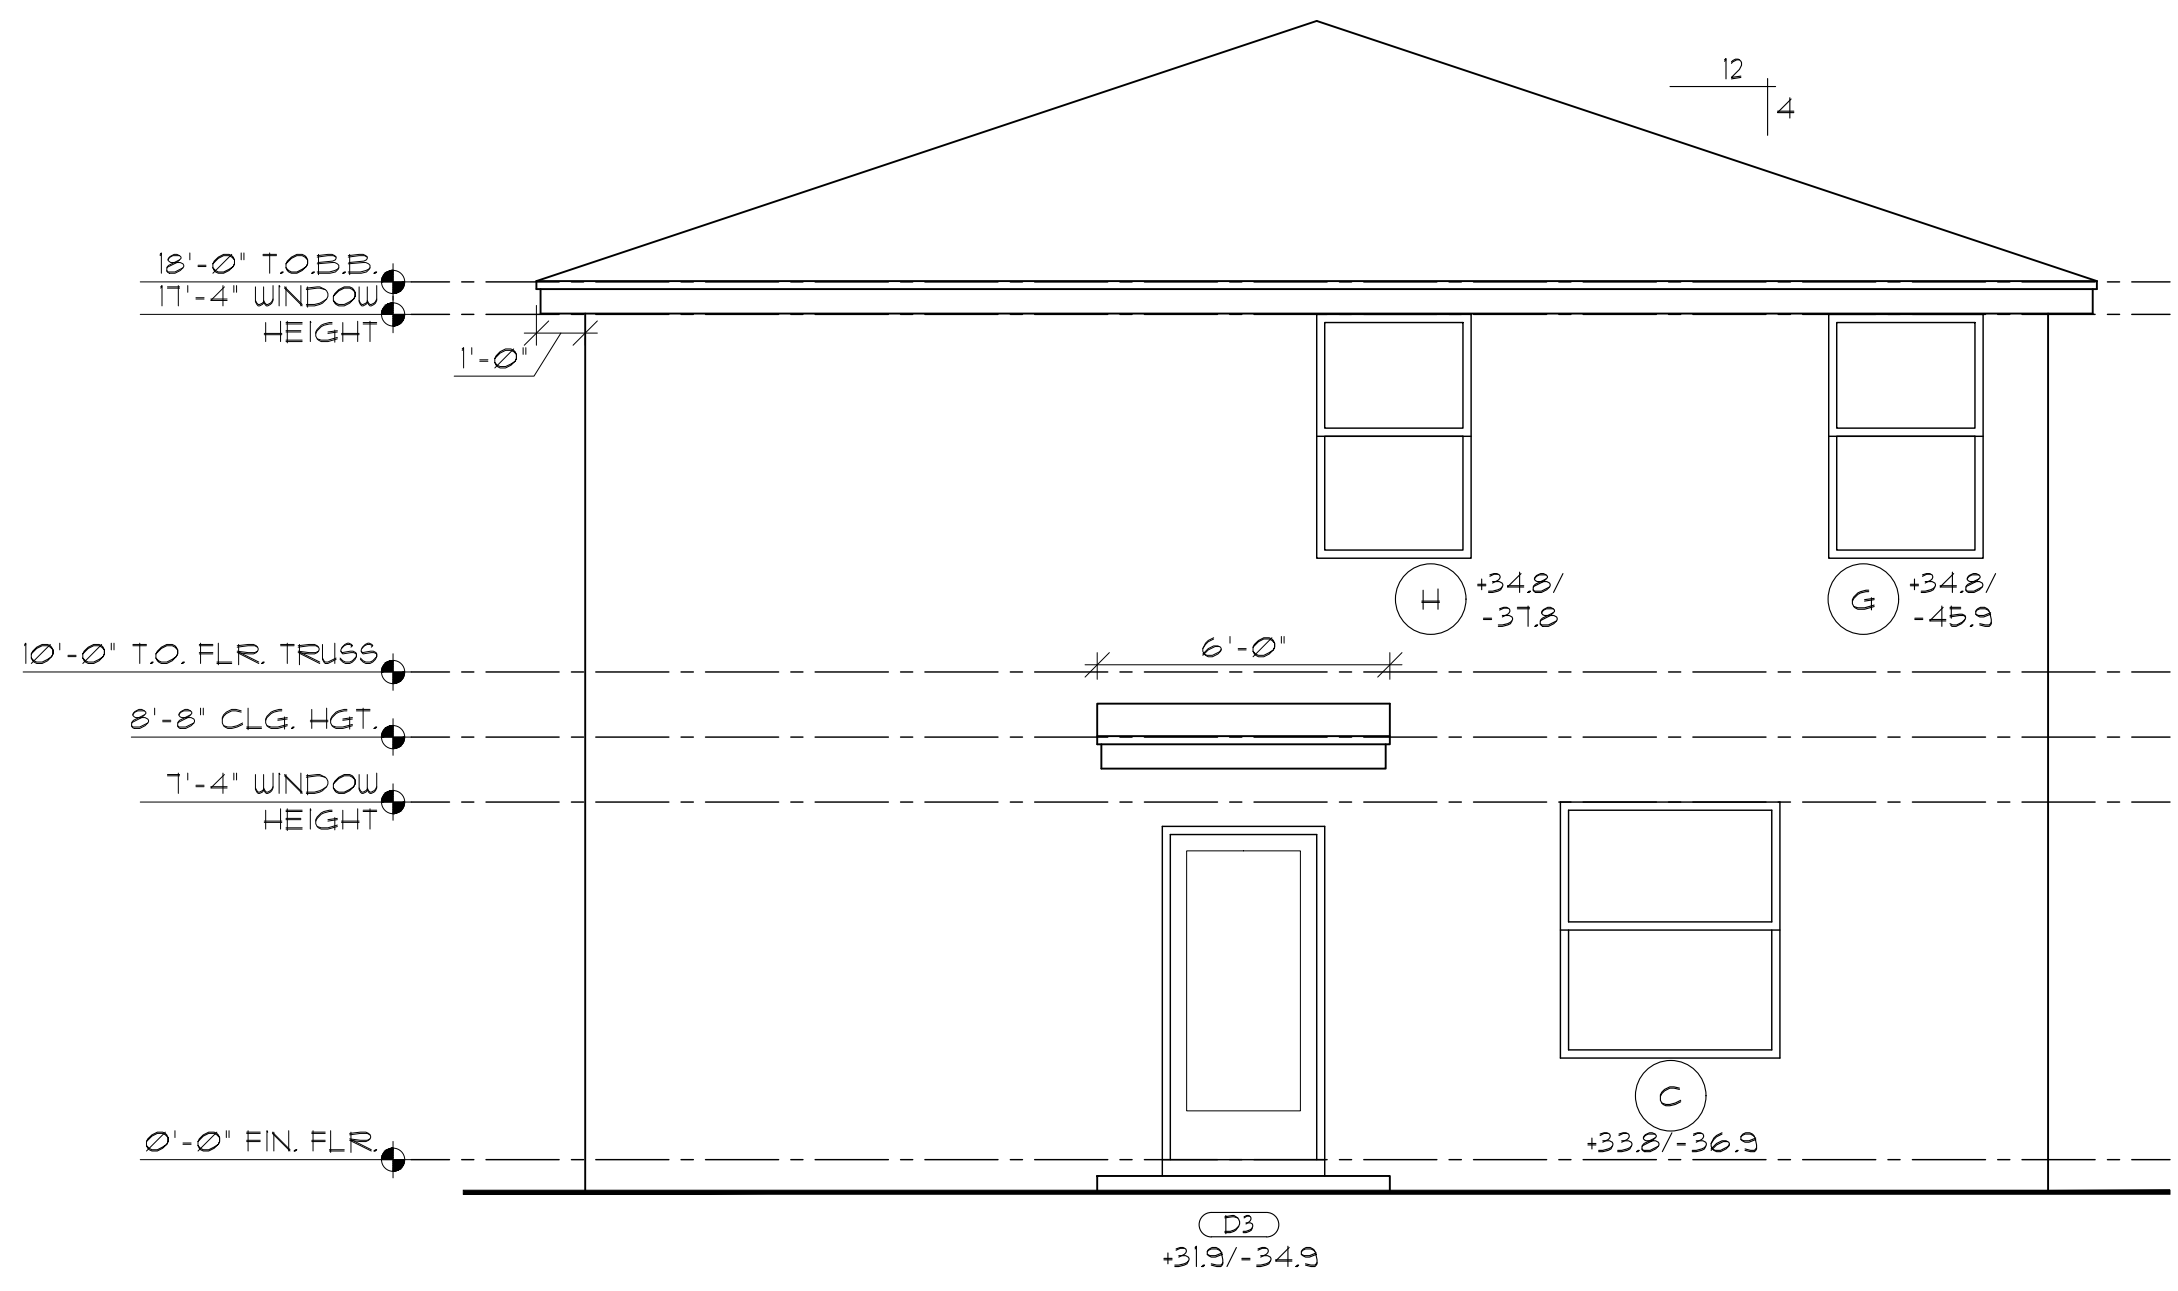 12
4
18'-0" T.O.B.B.
17'-4" WINDOW
HEIGHT
1'-0"
H
+34.8/
-37.8
G
+34.8/
-45.9
10'-0" T.O. FLR. TRUSS
6'-0"
8'-8" CLG. HGT.
7'-4" WINDOW
HEIGHT
C
+33.8/-36.9
0'-0" FIN. FLR.
D3
+31.9/-34.9